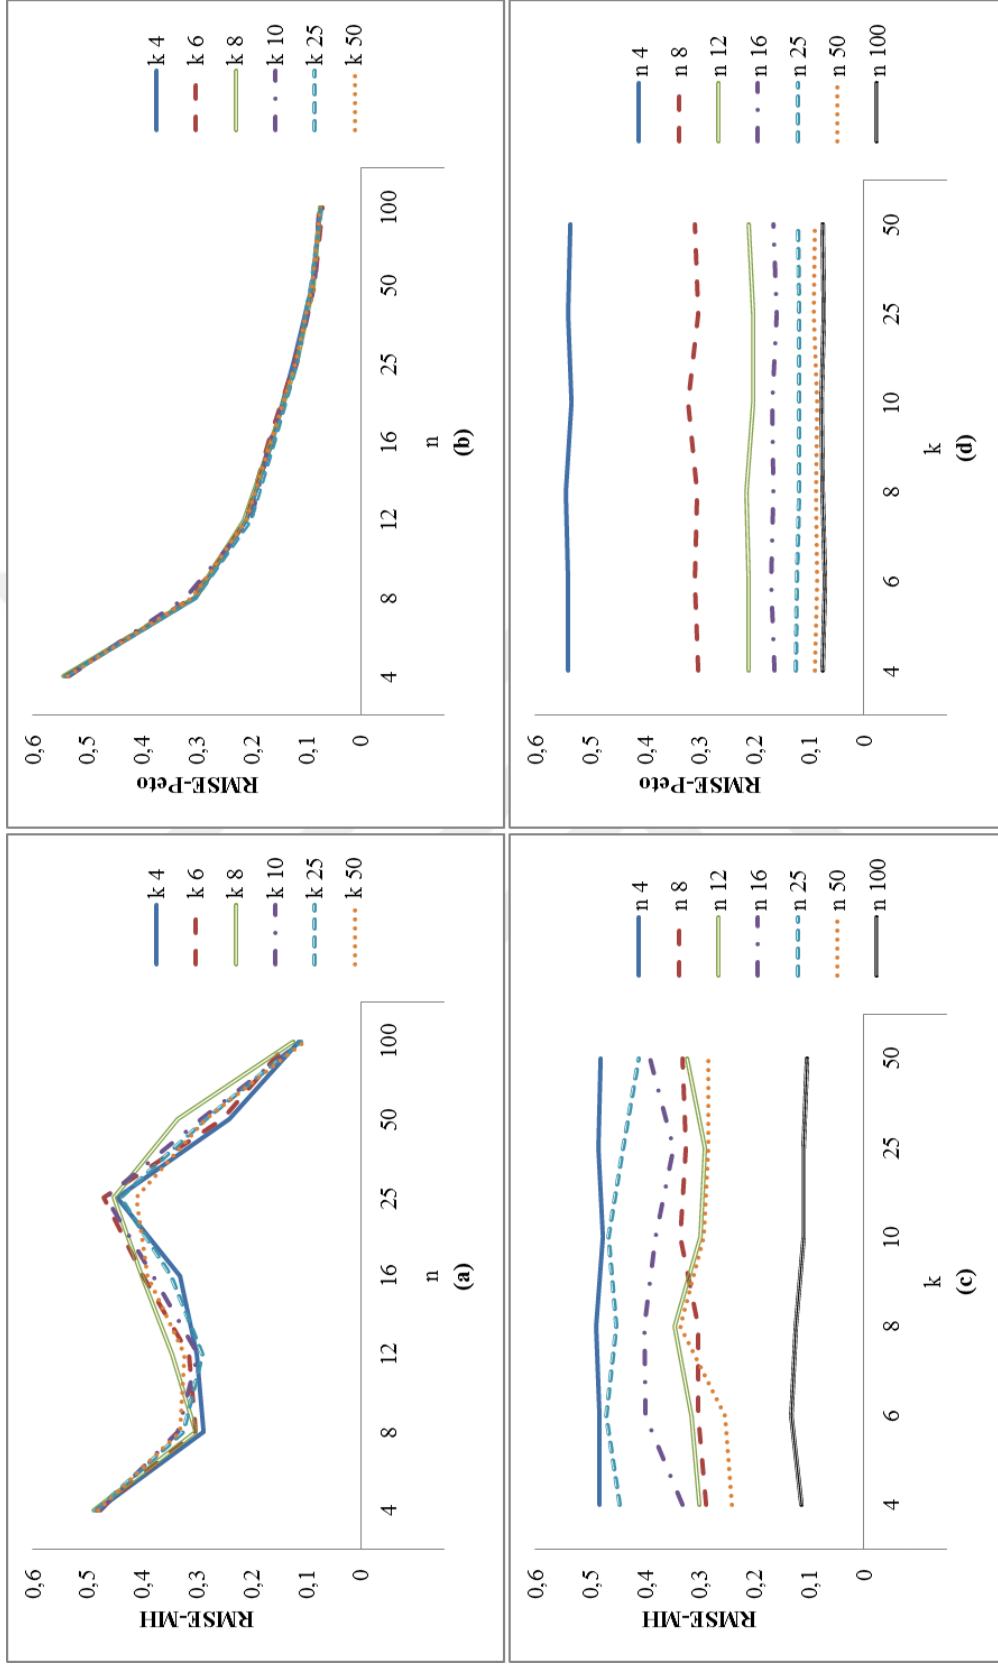 RMSE-MH
0,6
0,5
0,4
0,3
0,2
0,1
0
4
8
12
16
25
50
100
n
(a)
k 4
k 6
k 8
k 10
k 25
k 50
RMSE-Peto
0,6
0,5
0,4
0,3
0,2
0,1
0
4
8
12
16
25
50
100
n
(b)
k 4
k 6
k 8
k 10
k 25
k 50
RMSE-MH
0,6
0,5
0,4
0,3
0,2
0,1
0
4
6
8
10
25
50
k
(c)
n 4
n 8
n 12
n 16
n 25
n 50
n 100
RMSE-Peto
0,6
0,5
0,4
0,3
0,2
0,1
0
4
6
8
10
25
50
k
(d)
n 4
n 8
n 12
n 16
n 25
n 50
n 100